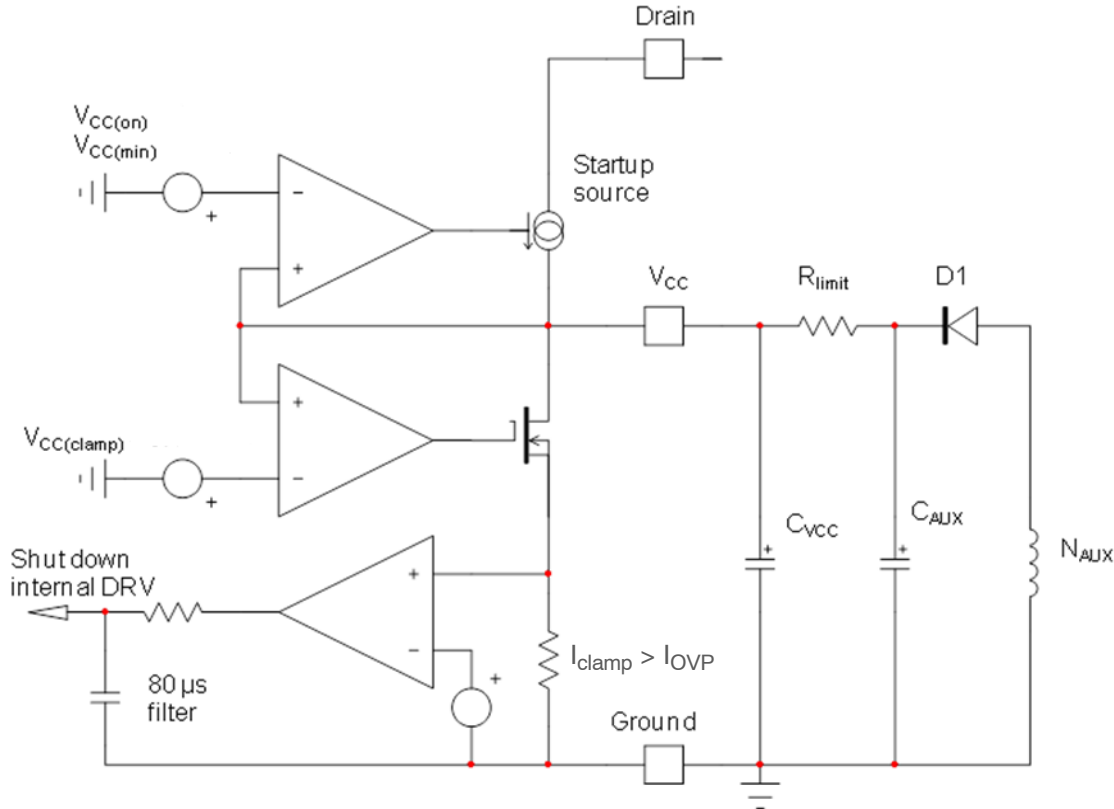 Drain
VCC(on)
VCC(min)
−
+
+
Startup
source
VCC
Rlimit
D1
+
−
VCC(clamp)
+
CVCC
+
CAUX
+
NAUX
Shut down
internal DRV
+
−
+
Iclamp > IOVP
80 µs
filter
Ground